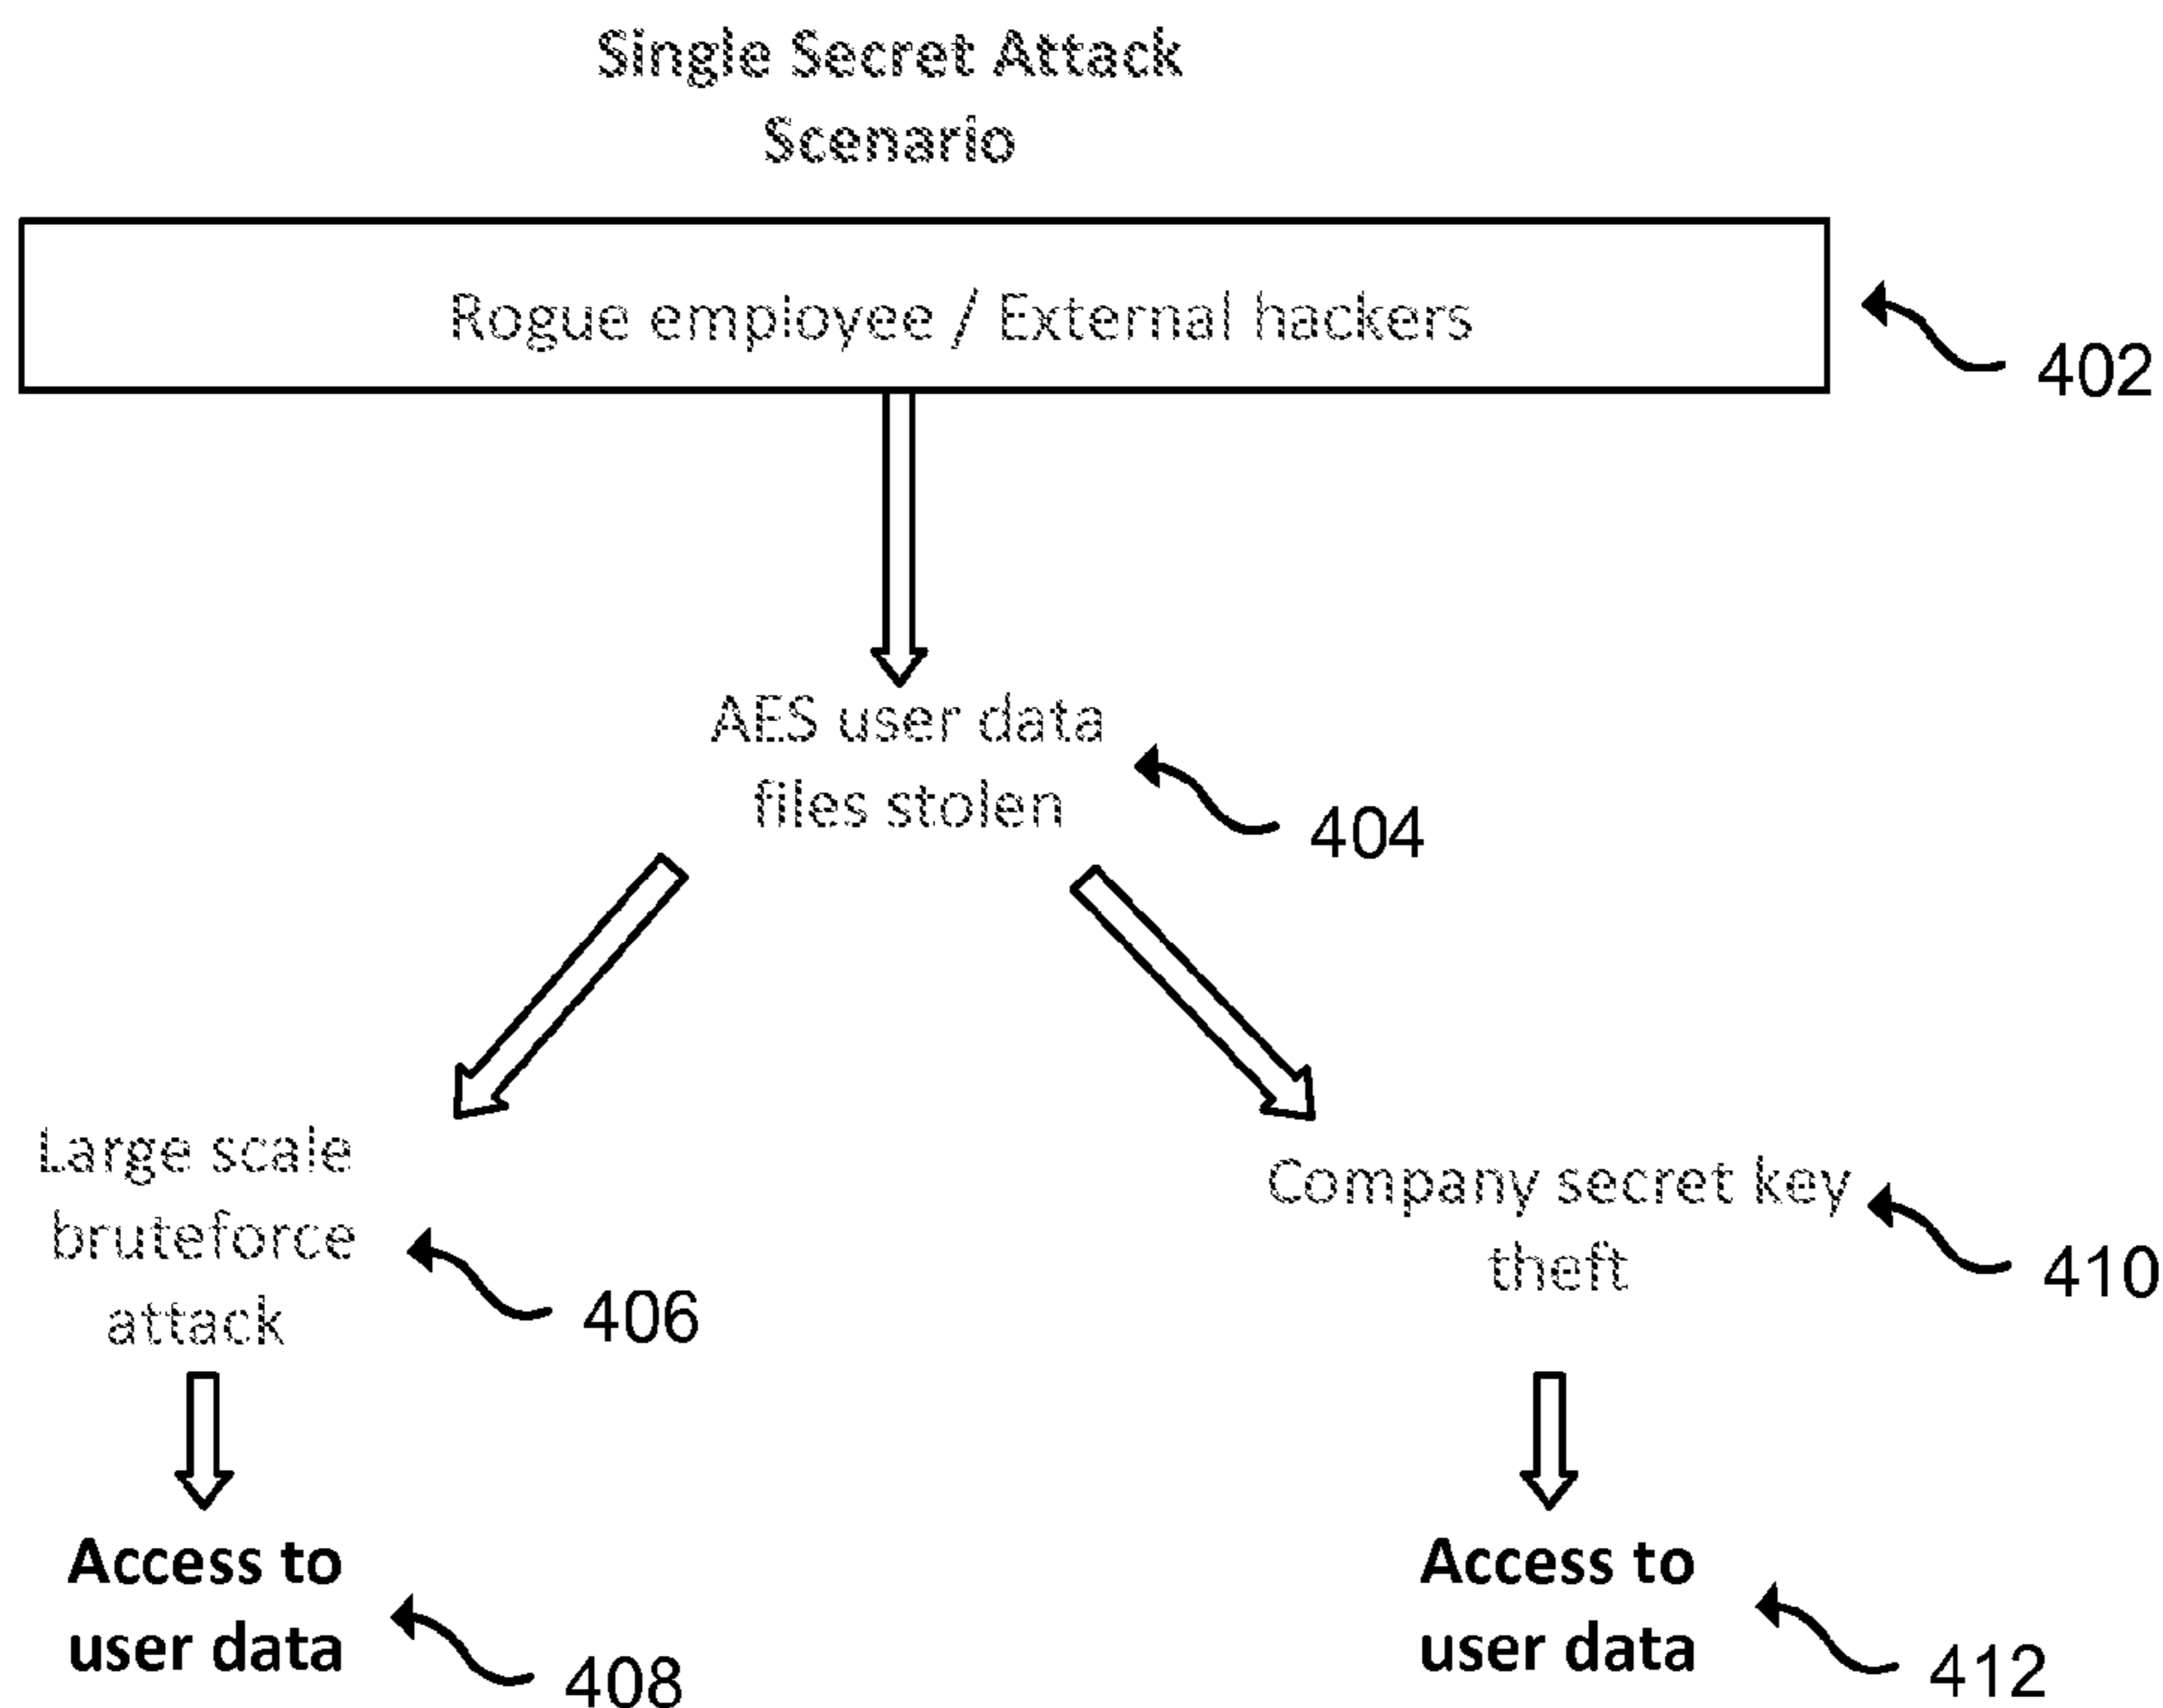 Single Secret Attack
Scenario
Rogue employee / External hackers
402
AES user data
files stolen
404
Large scale
bruteforce
attack
406
Company secret key
theft
410
Access to
user data
408
Access to
user data
412